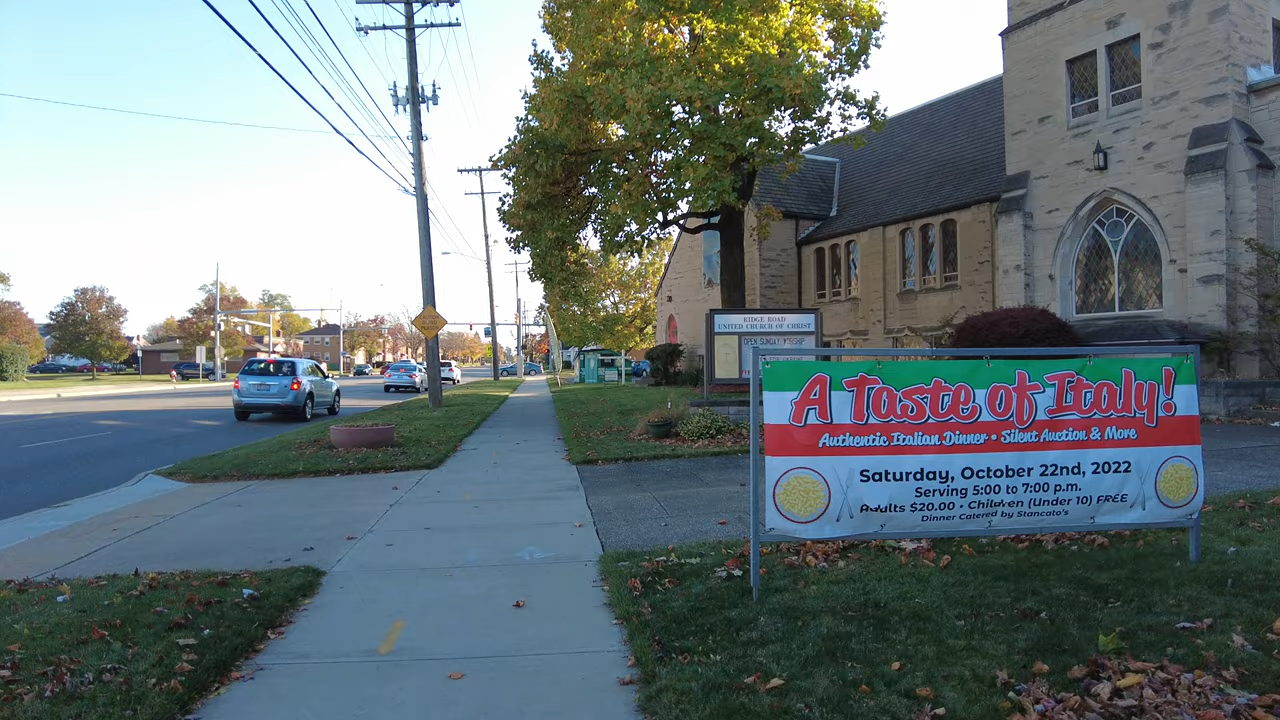 RIDGE ROAD
UNITED CHURCH OF CHRIST
OPEN SUNDAY WORSHIP
A Taste of Italy!
Authentic Italian Dinner • Silent Auction & More
Saturday, October 22nd, 2022
Serving 5:00 to 7:00 p.m.
Adults $20.00 • Children (Under 10) FREE
Dinner Catered by Stancato's